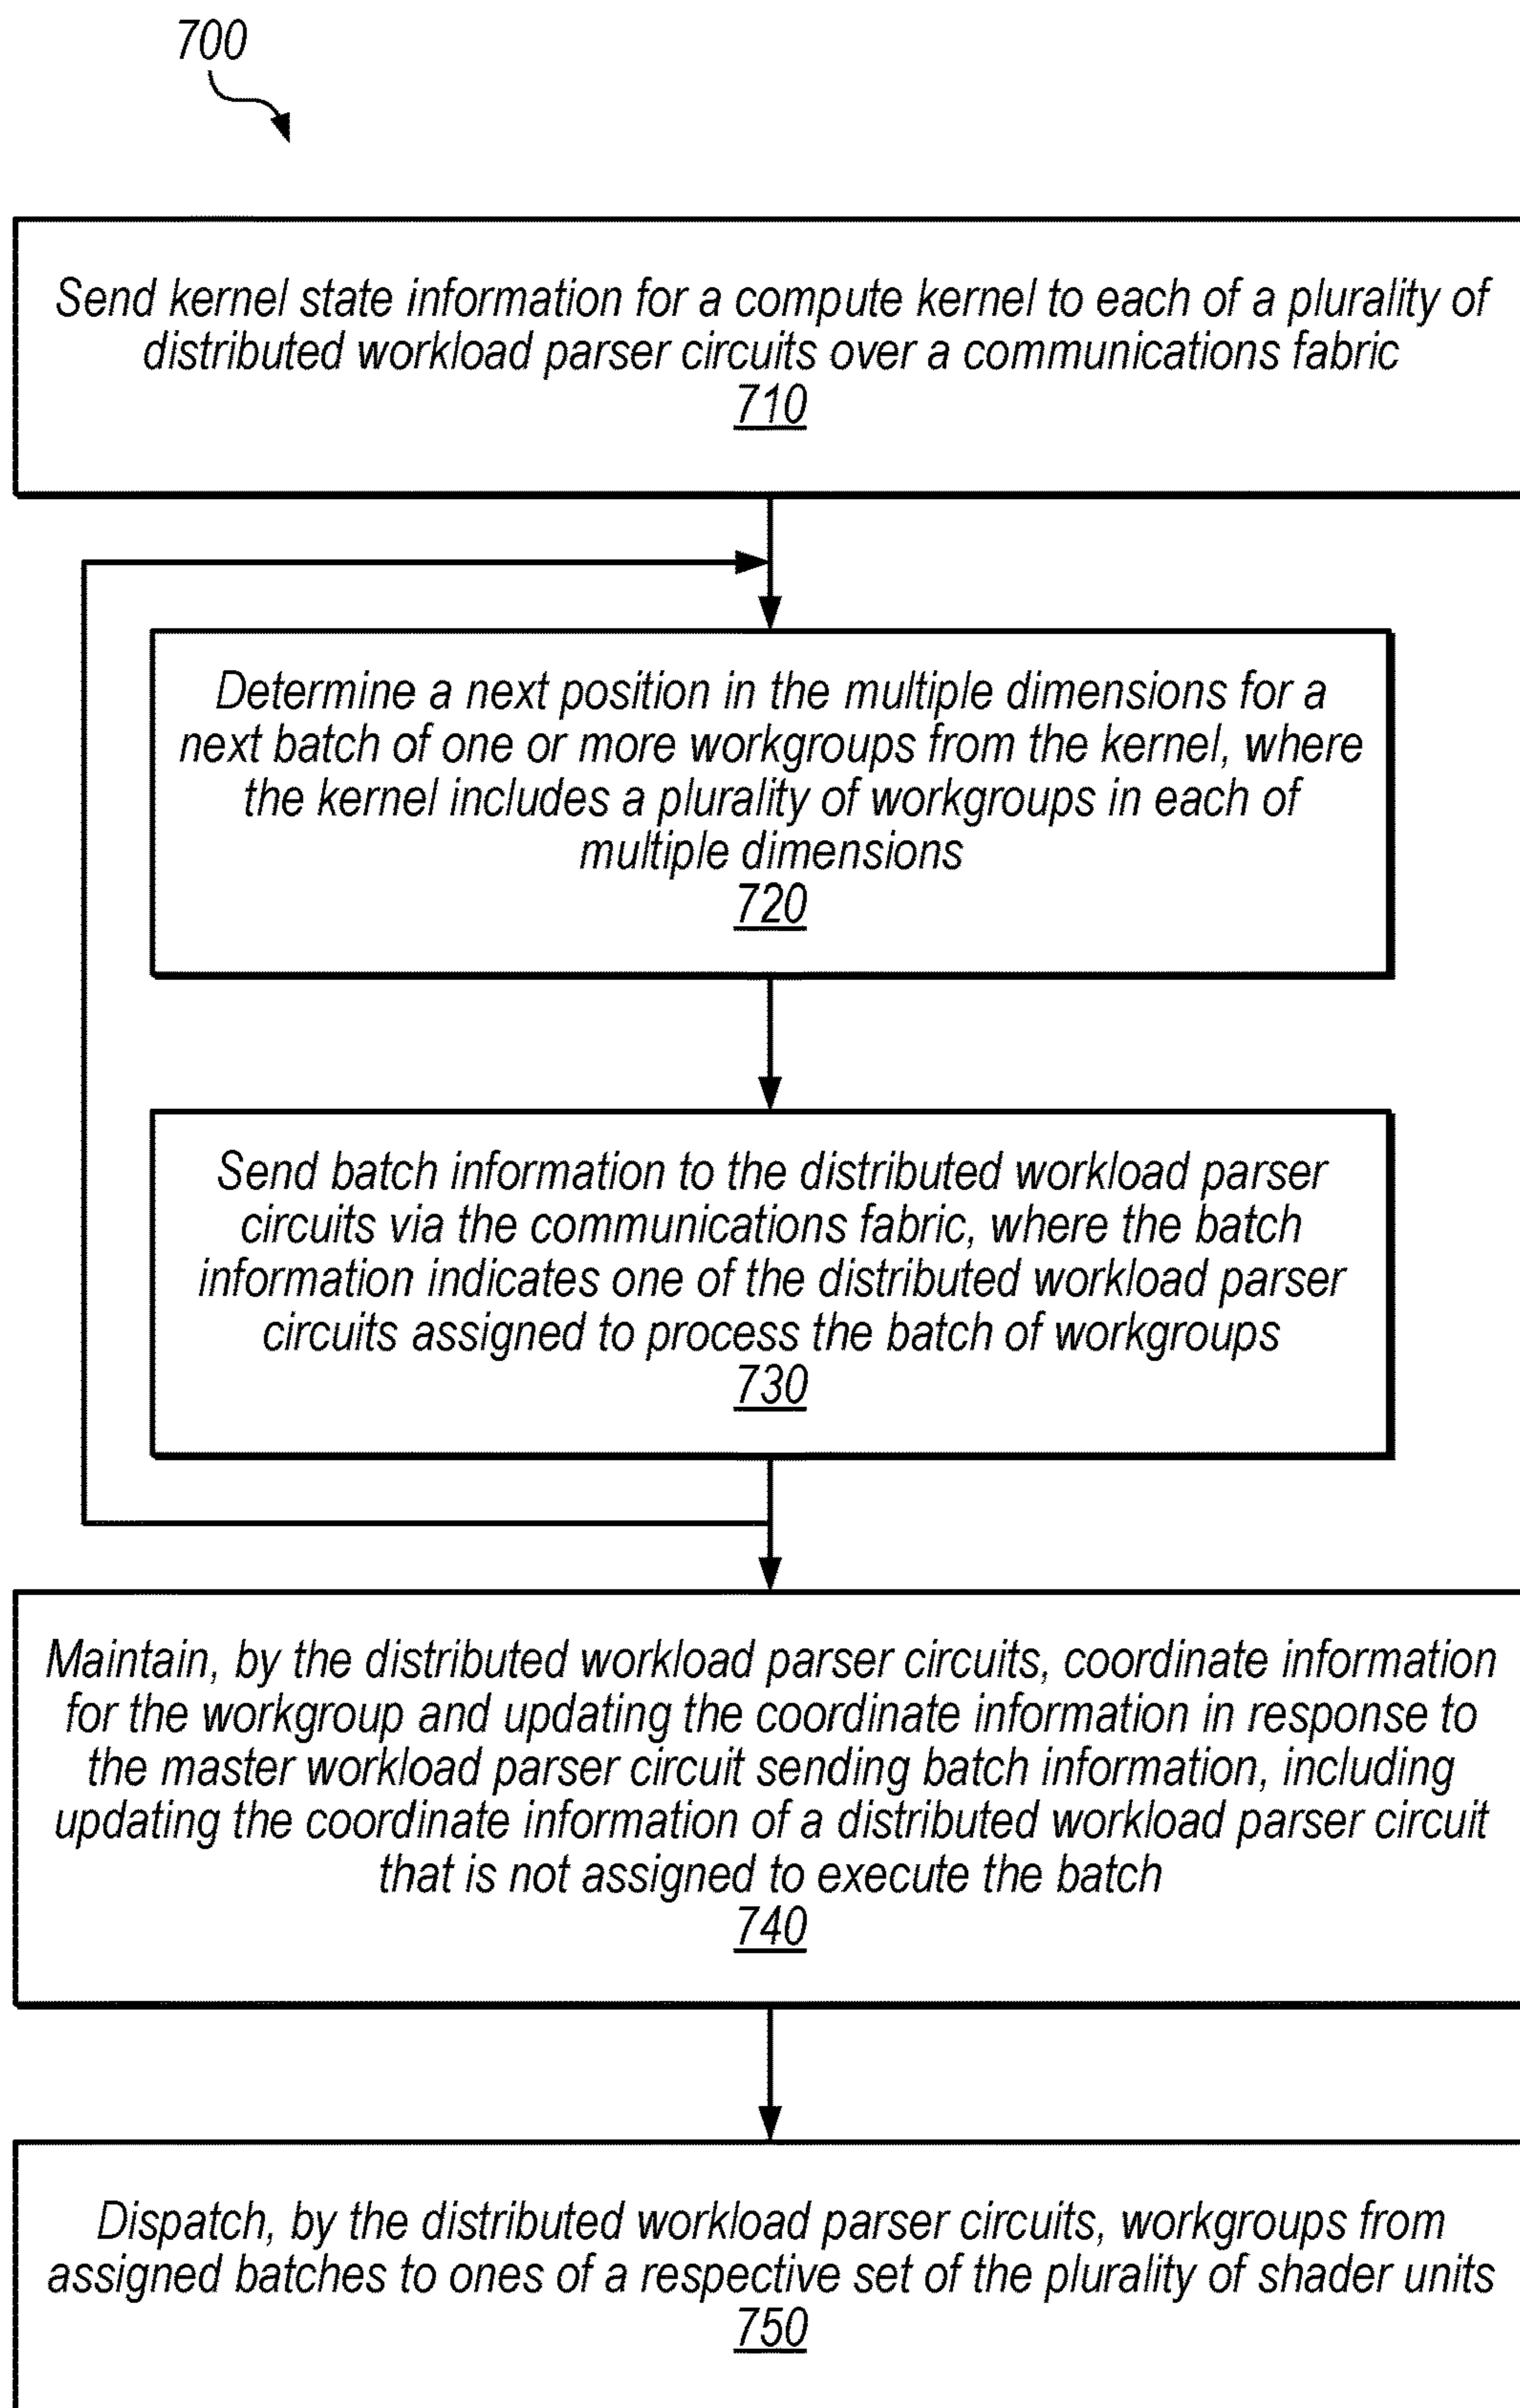 700
Send kernel state information for a compute kernel to each of a plurality of
distributed workload parser circuits over a communications fabric
710
Determine a next position in the multiple dimensions for a
next batch of one or more workgroups from the kernel, where
the kernel includes a plurality of workgroups in each of
multiple dimensions
720
Send batch information to the distributed workload parser
circuits via the communications fabric, where the batch
information indicates one of the distributed workload parser
circuits assigned to process the batch of workgroups
730
Maintain, by the distributed workload parser circuits, coordinate information
for the workgroup and updating the coordinate information in response to
the master workload parser circuit sending batch information, including
updating the coordinate information of a distributed workload parser circuit
that is not assigned to execute the batch
740
Dispatch, by the distributed workload parser circuits, workgroups from
assigned batches to ones of a respective set of the plurality of shader units
750